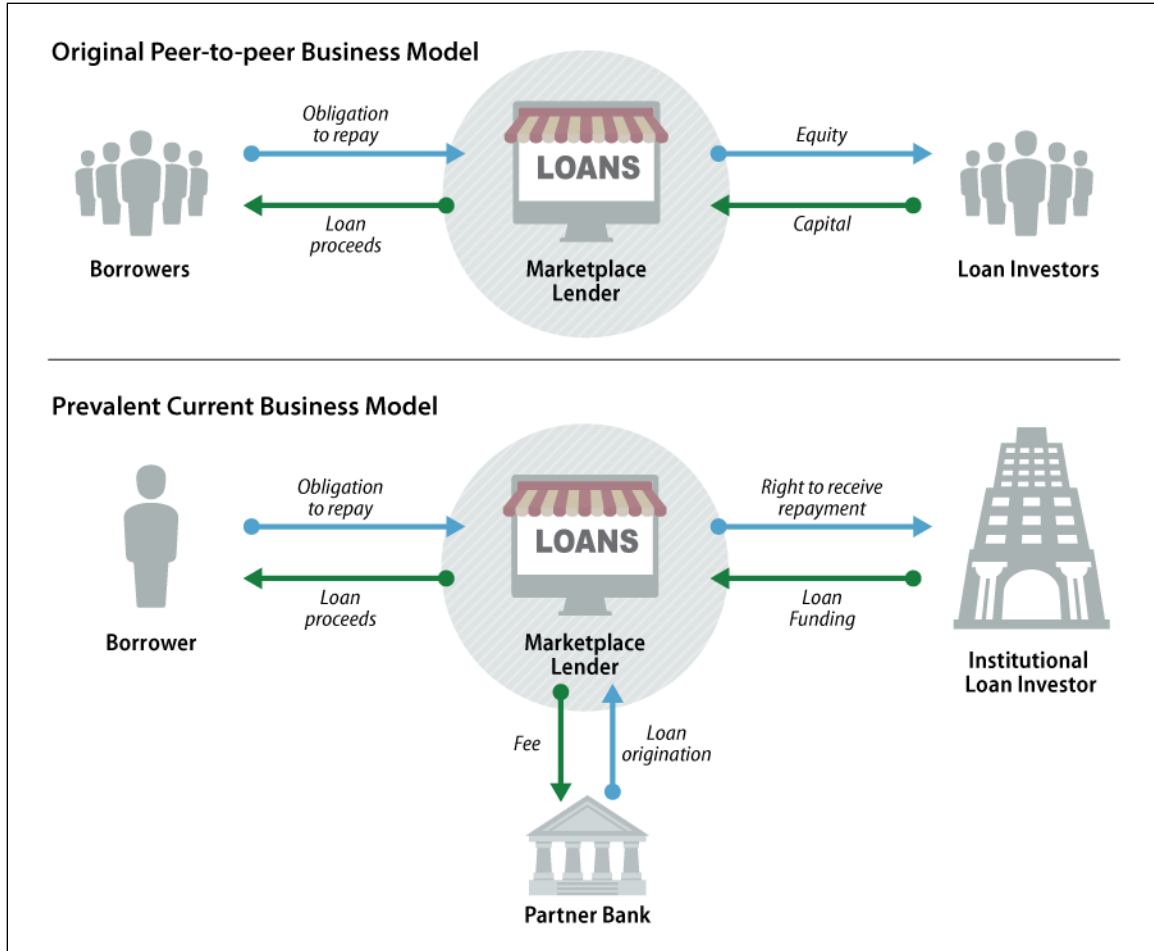 Original Peer-to-peer Business Model
Obligation
to repay
LOANS
Equity
Loan
proceeds
Capital
Borrowers
Marketplace
Lender
Loan Investors
Prevalent Current Business Model
Obligation
to repay
LOANS
Right to receive
repayment
Loan
proceeds
Loan
Funding
Borrower
Marketplace
Lender
Institutional
Loan Investor
Fee
Loan
origination
Partner Bank